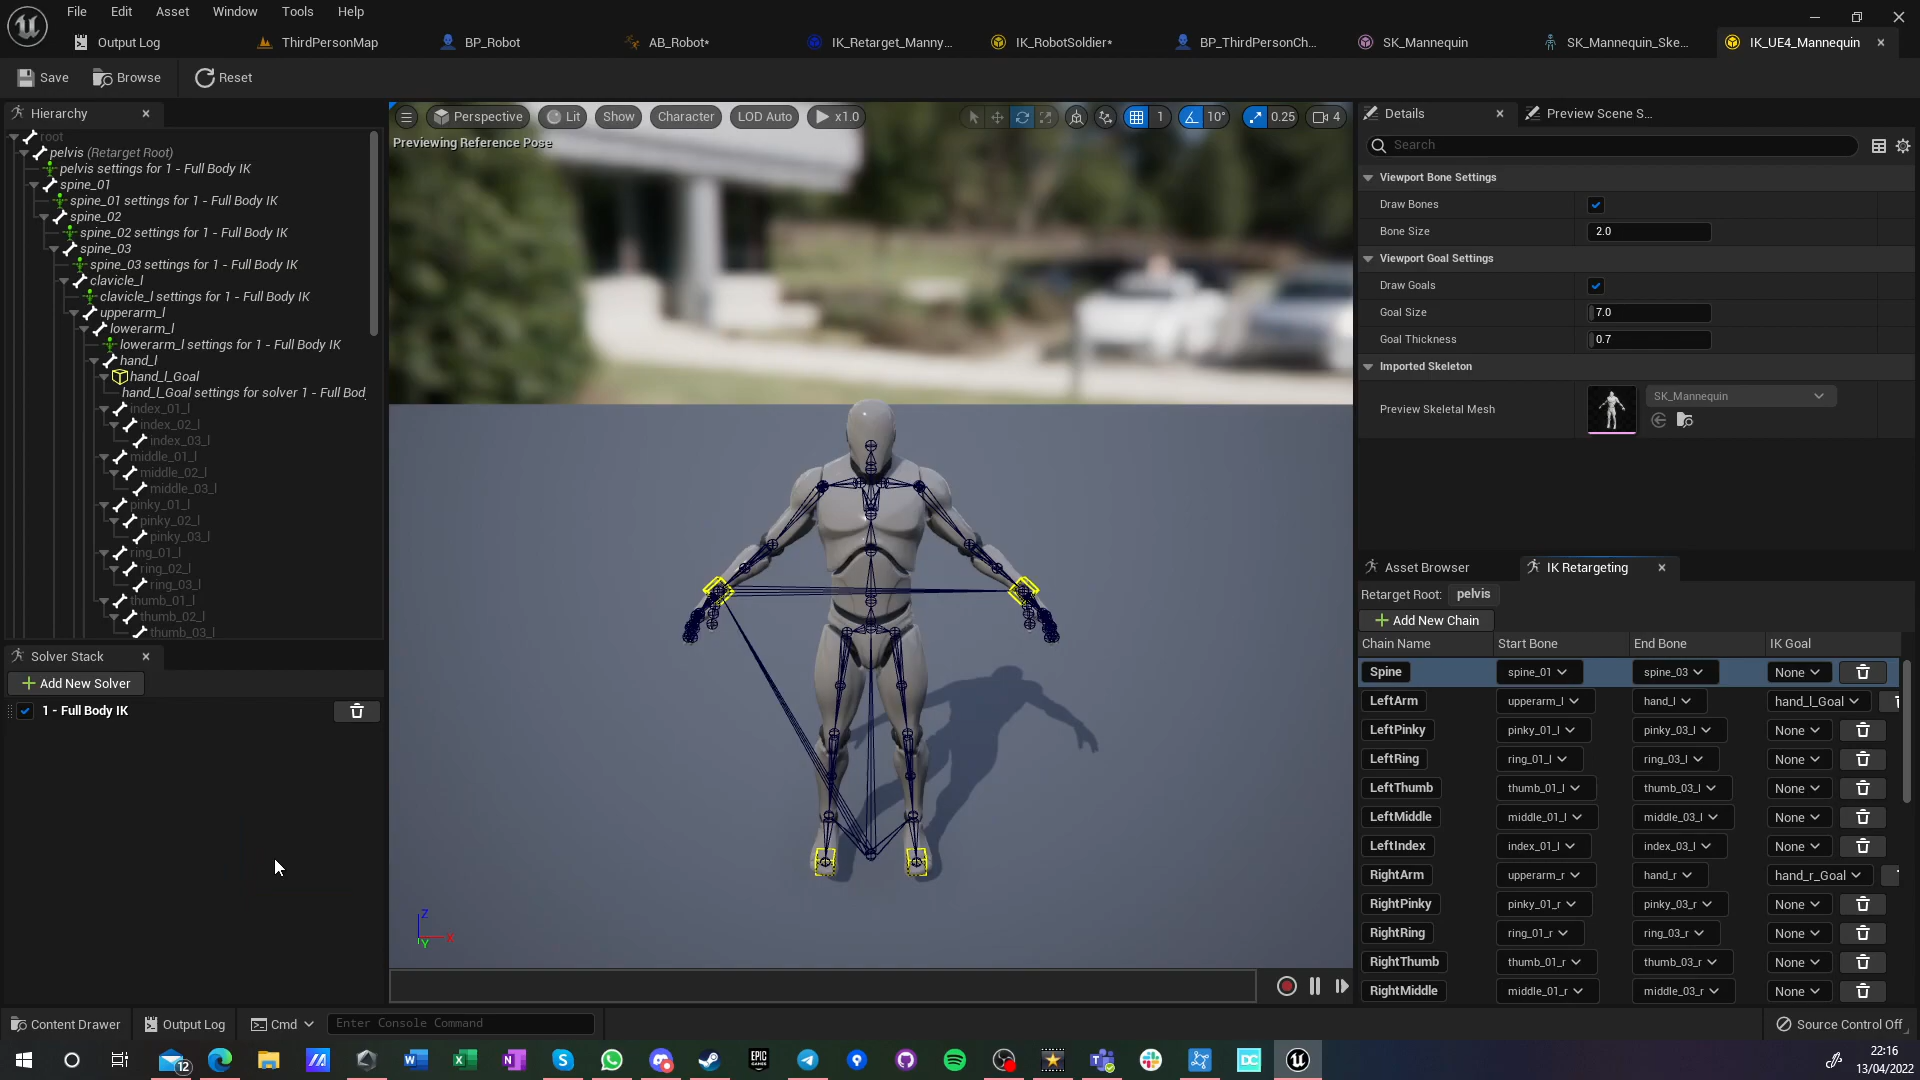 File Edit Asset Window Tools Help
Output Log ThirdPersonMap BP_Robot AB_Robot* IK_Retarget_Manny... IK_RobotSoldier* BP_ThirdPersonCh... SK_Mannequin SK_Mannequin_Ske... IK_UE4_Mannequin
Save Browse Reset
Hierarchy
root
pelvis (Retarget Root)
pelvis settings for 1 - Full Body IK
spine_01
spine_01 settings for 1 - Full Body IK
spine_02
spine_02 settings for 1 - Full Body IK
spine_03
spine_03 settings for 1 - Full Body IK
clavicle_l
clavicle_l settings for 1 - Full Body IK
upperarm_l
lowerarm_l
lowerarm_l settings for 1 - Full Body IK
hand_l
hand_l_Goal
hand_l_Goal settings for solver 1 - Full Bod
index_01_l
index_02_l
index_03_l
middle_01_l
middle_02_l
middle_03_l
pinky_01_l
pinky_02_l
pinky_03_l
ring_01_l
ring_02_l
ring_03_l
thumb_01_l
thumb_02_l
thumb_03_l
Solver Stack
Add New Solver
1 - Full Body IK
Perspective Lit Show Character LOD Auto x1.0 1 10° 0.25 4
Previewing Reference Pose
Z
X
Y
Details Preview Scene S...
Search
Viewport Bone Settings
Draw Bones
Bone Size 2.0
Viewport Goal Settings
Draw Goals
Goal Size 7.0
Goal Thickness 0.7
Imported Skeleton
Preview Skeletal Mesh SK_Mannequin
Asset Browser IK Retargeting
Retarget Root: pelvis
Add New Chain
Chain Name Start Bone End Bone IK Goal
Spine spine_01 spine_03 None
LeftArm upperarm_l hand_l hand_l_Goal
LeftPinky pinky_01_l pinky_03_l None
LeftRing ring_01_l ring_03_l None
LeftThumb thumb_01_l thumb_03_l None
LeftMiddle middle_01_l middle_03_l None
LeftIndex index_01_l index_03_l None
RightArm upperarm_r hand_r hand_r_Goal
RightPinky pinky_01_r pinky_03_r None
RightRing ring_01_r ring_03_r None
RightThumb thumb_01_r thumb_03_r None
RightMiddle middle_01_r middle_03_r None
Content Drawer Output Log Cmd Enter Console Command Source Control Off
12
EPIC GAMES
DC
22:16
13/04/2022